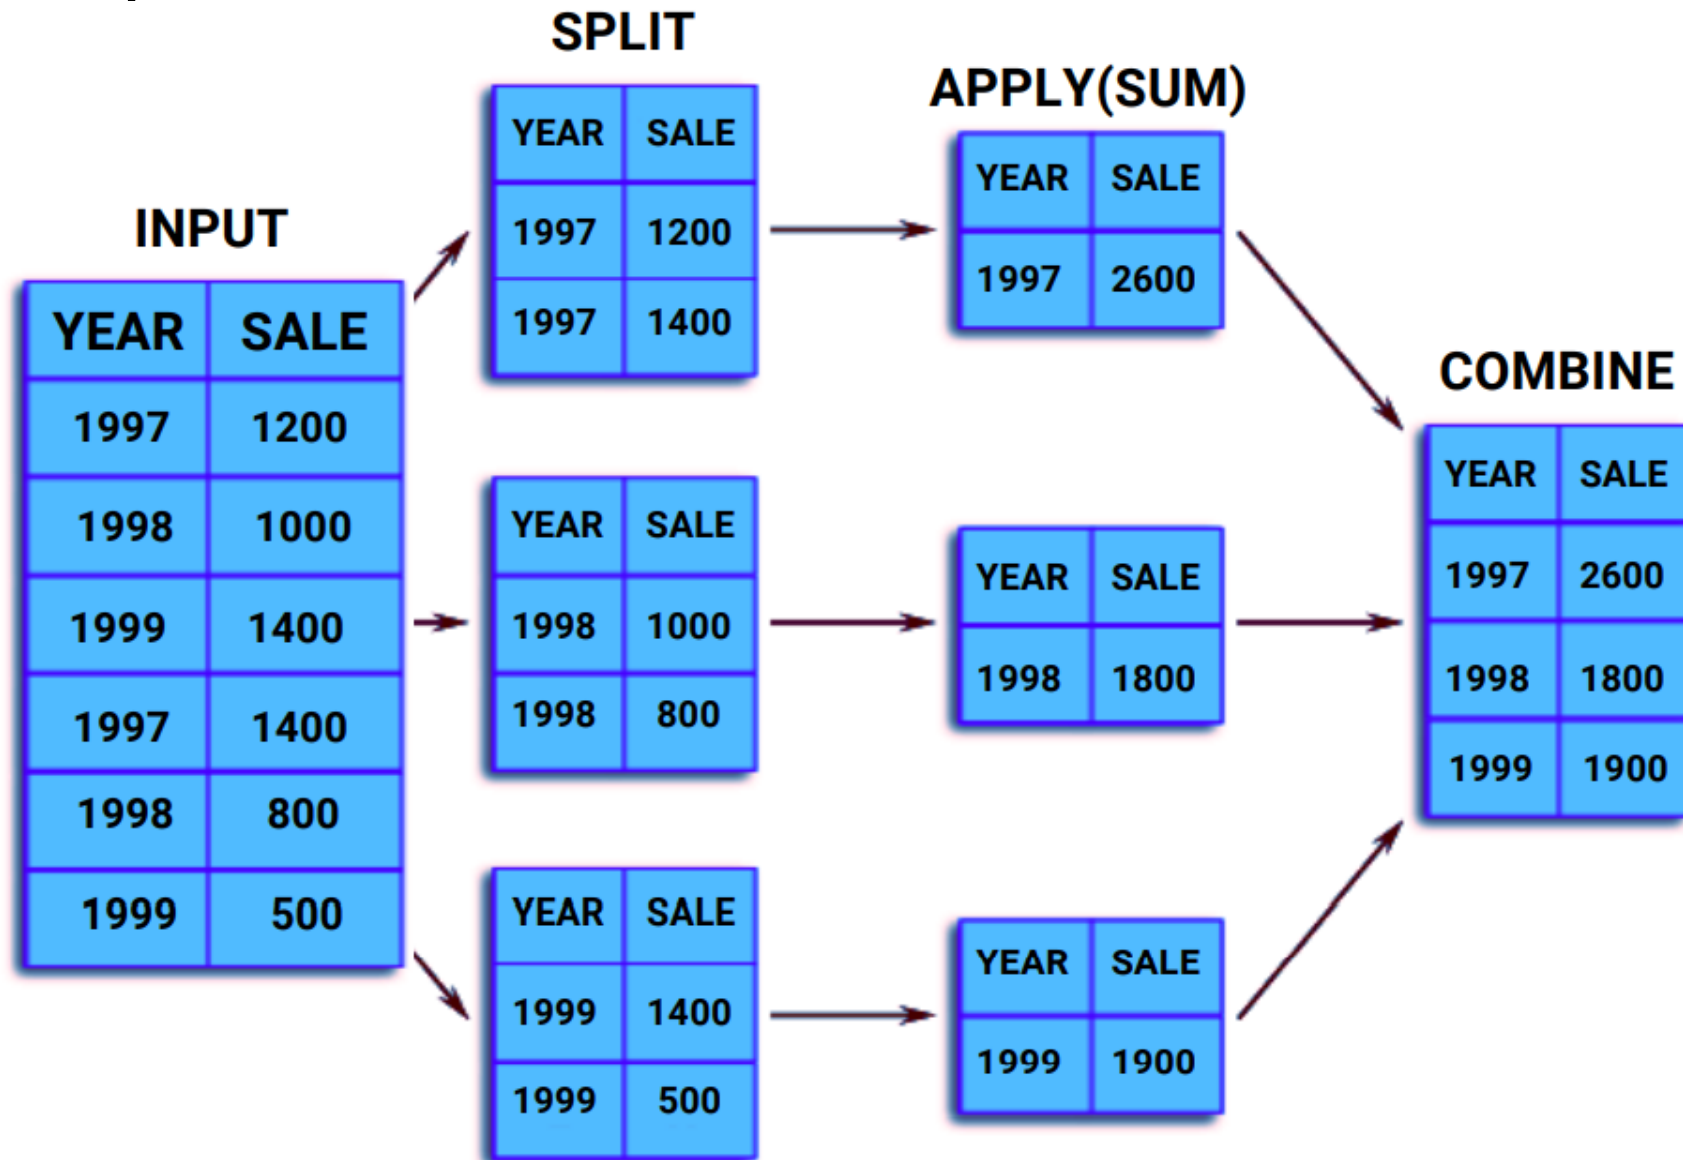 SPLIT
YEAR SALE
1997 1200
1997 1400
APPLY(SUM)
YEAR SALE
1997 2600
INPUT
YEAR SALE
1997 1200
1998 1000
1999 1400
1997 1400
1998 800
1999 500
YEAR SALE
1998 1000
1998 800
YEAR SALE
1998 1800
COMBINE
YEAR SALE
1997 2600
1998 1800
1999 1900
YEAR SALE
1999 1400
1999 500
YEAR SALE
1999 1900